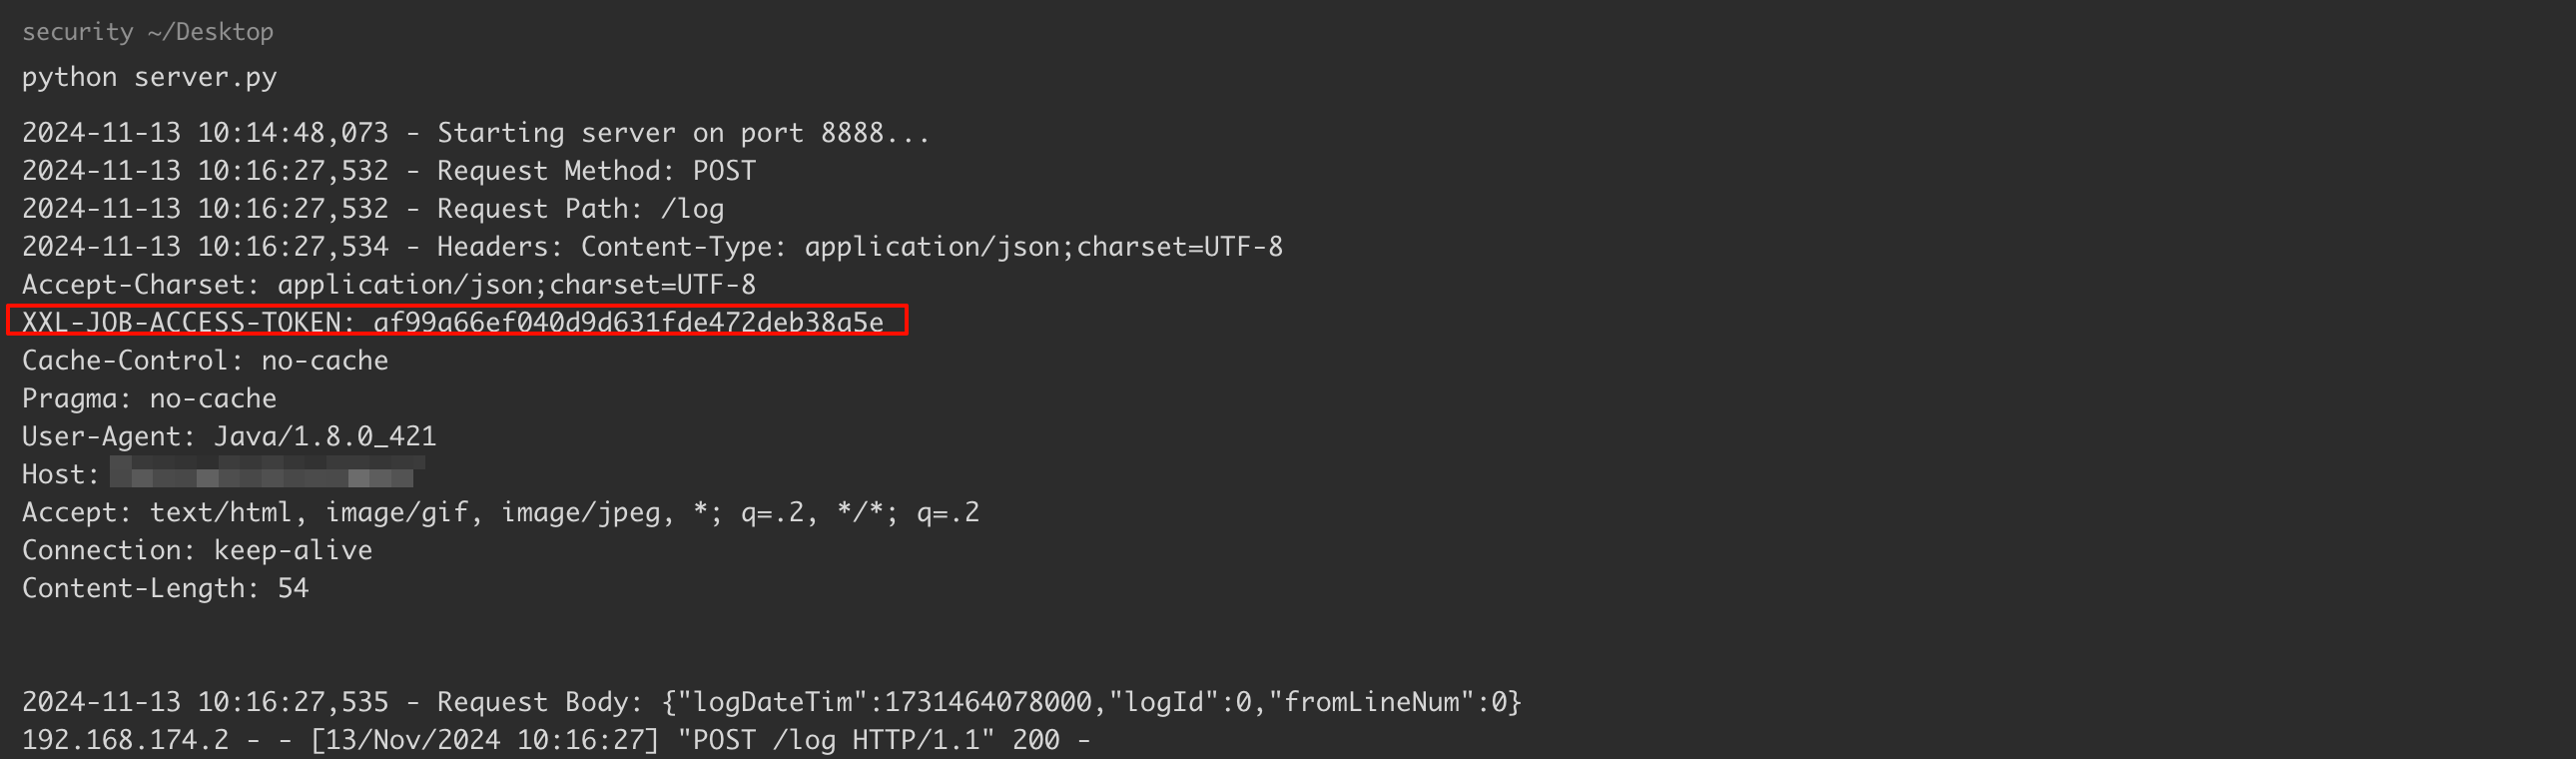 security ~/Desktop
python server.py
2024-11-13 10:14:48,073 - Starting server on port 8888...
2024-11-13 10:16:27,532 - Request Method: POST
2024-11-13 10:16:27,532 - Request Path: /log
2024-11-13 10:16:27,534 - Headers: Content-Type: application/json;charset=UTF-8
Accept-Charset: application/json;charset=UTF-8
XXL-JOB-ACCESS-TOKEN: af99a66ef040d9d631fde472deb38a5e
Cache-Control: no-cache
Pragma: no-cache
User-Agent: Java/1.8.0_421
Host:
Accept: text/html, image/gif, image/jpeg, *; q=.2, */*; q=.2
Connection: keep-alive
Content-Length: 54
2024-11-13 10:16:27,535 - Request Body: {"logDateTim":1731464078000,"logId":0,"fromLineNum":0}
192.168.174.2 - - [13/Nov/2024 10:16:27] "POST /log HTTP/1.1" 200 -